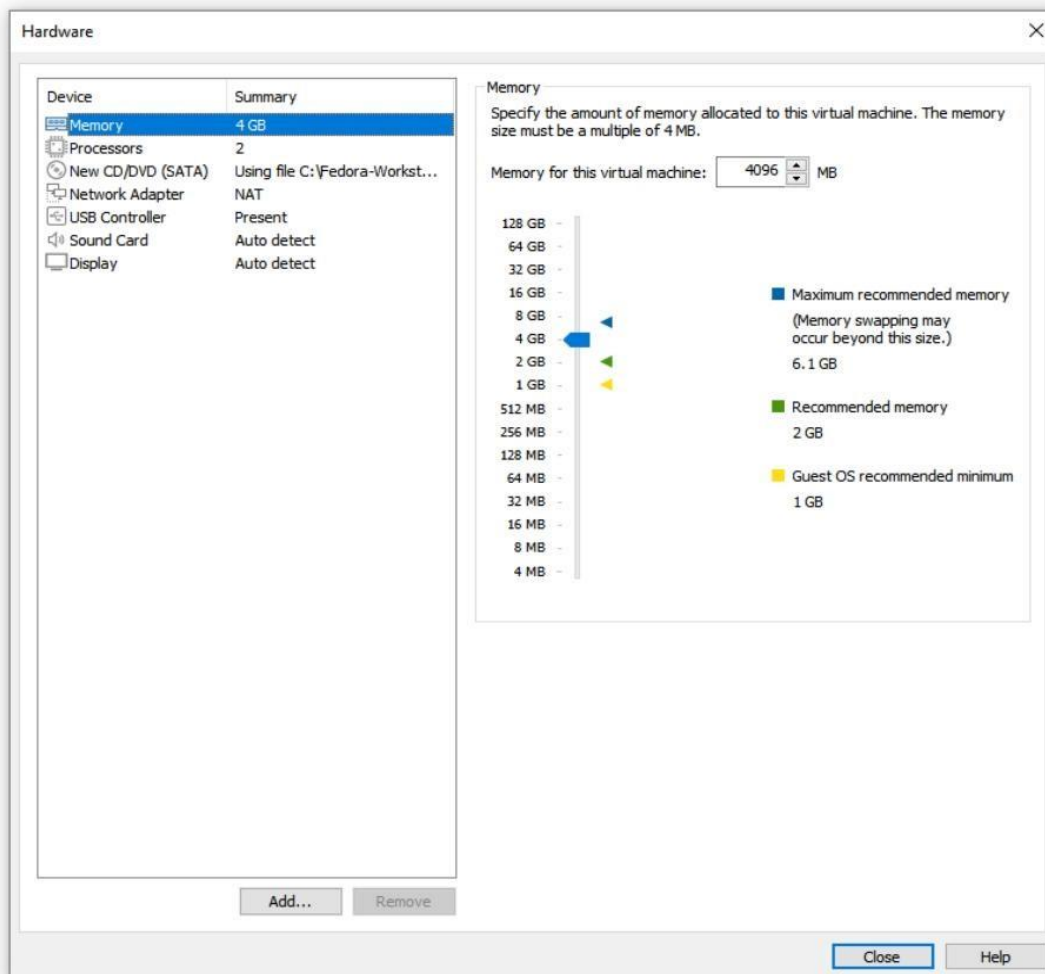 Hardware
Device Summary
Memory 4 GB
Processors 2
New CD/DVD (SATA) Using file C:\Fedora-Workst...
Network Adapter NAT
USB Controller Present
Sound Card Auto detect
Display Auto detect
Add...
Remove
Memory
Specify the amount of memory allocated to this virtual machine. The memory
size must be a multiple of 4 MB.
Memory for this virtual machine: 4096 MB
128 GB
64 GB
32 GB
16 GB
8 GB
4 GB
2 GB
1 GB
512 MB
256 MB
128 MB
64 MB
32 MB
16 MB
8 MB
4 MB
Maximum recommended memory
(Memory swapping may
occur beyond this size.)
6.1 GB
Recommended memory
2 GB
Guest OS recommended minimum
1 GB
Close
Help